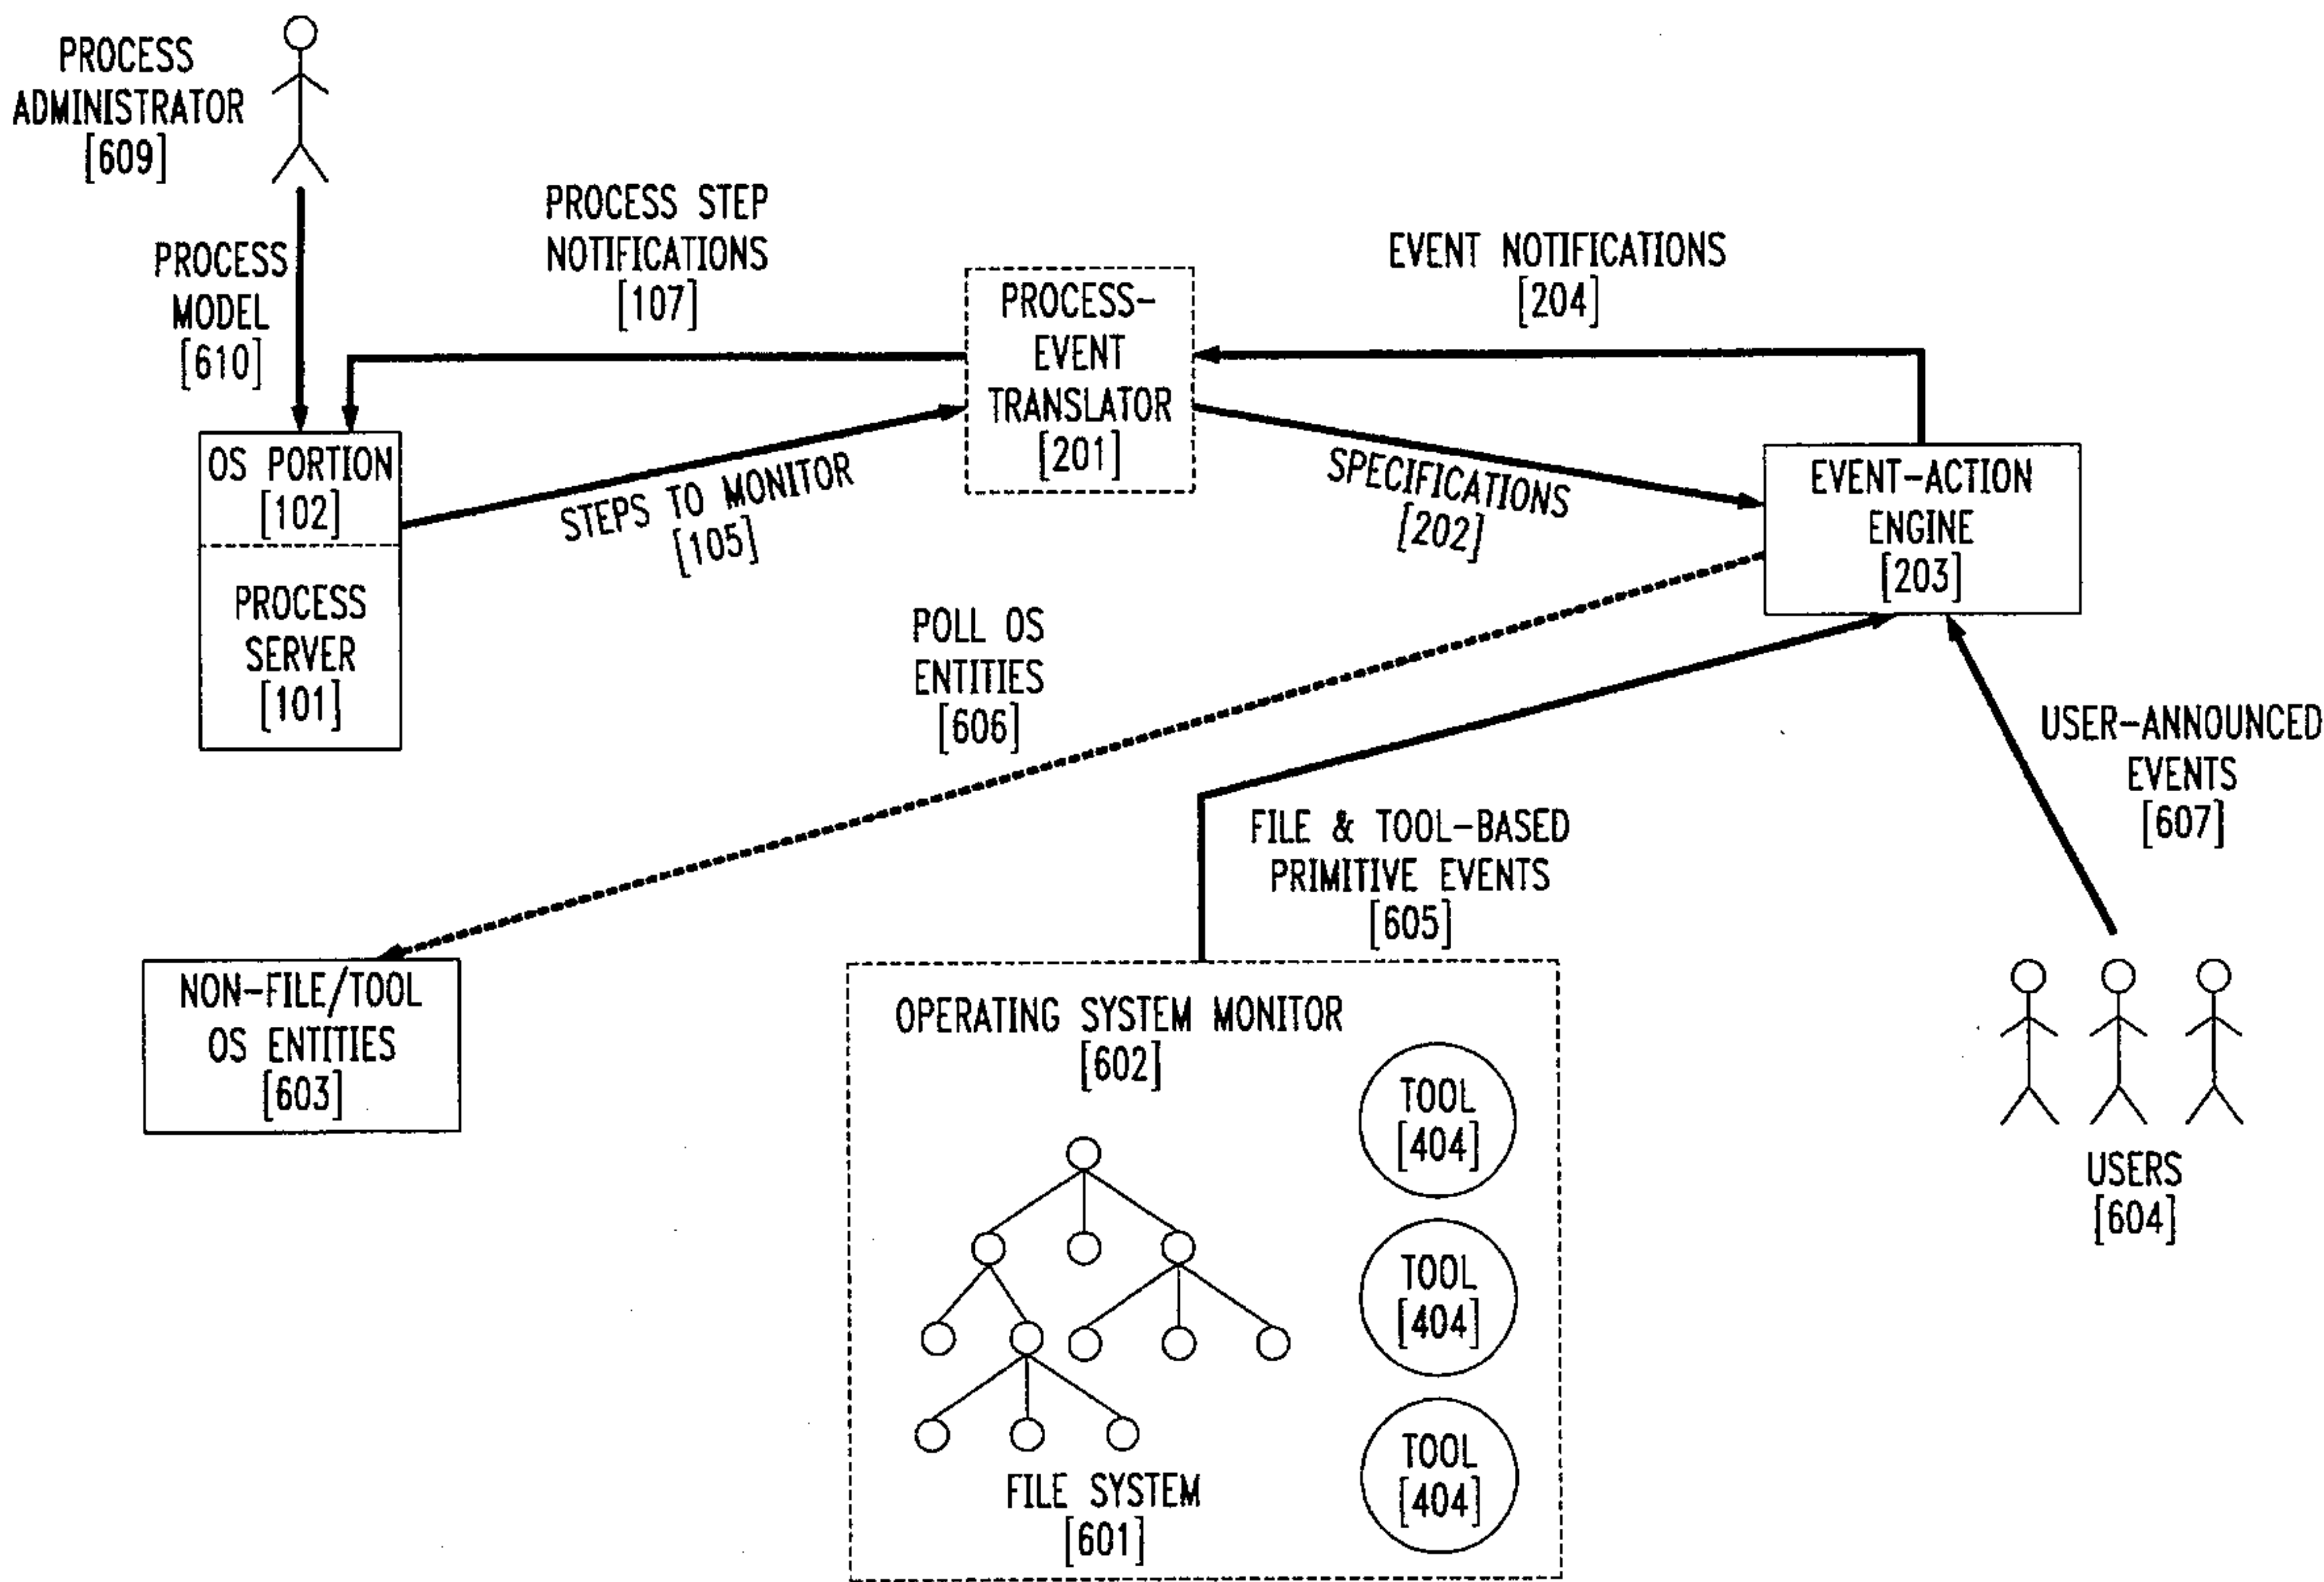 PROCESS
ADMINISTRATOR
[609]
PROCESS
MODEL
[610]
PROCESS STEP
NOTIFICATIONS
[107]
PROCESS-
EVENT
TRANSLATOR
[201]
EVENT NOTIFICATIONS
[204]
OS PORTION
[102]
PROCESS
SERVER
[101]
STEPS TO MONITOR
[105]
SPECIFICATIONS
[202]
EVENT-ACTION
ENGINE
[203]
POLL OS
ENTITIES
[606]
USER-ANNOUNCED
EVENTS
[607]
FILE & TOOL-BASED
PRIMITIVE EVENTS
[605]
NON-FILE/TOOL
OS ENTITIES
[603]
OPERATING SYSTEM MONITOR
[602]
TOOL
[404]
TOOL
[404]
TOOL
[404]
FILE SYSTEM
[601]
USERS
[604]